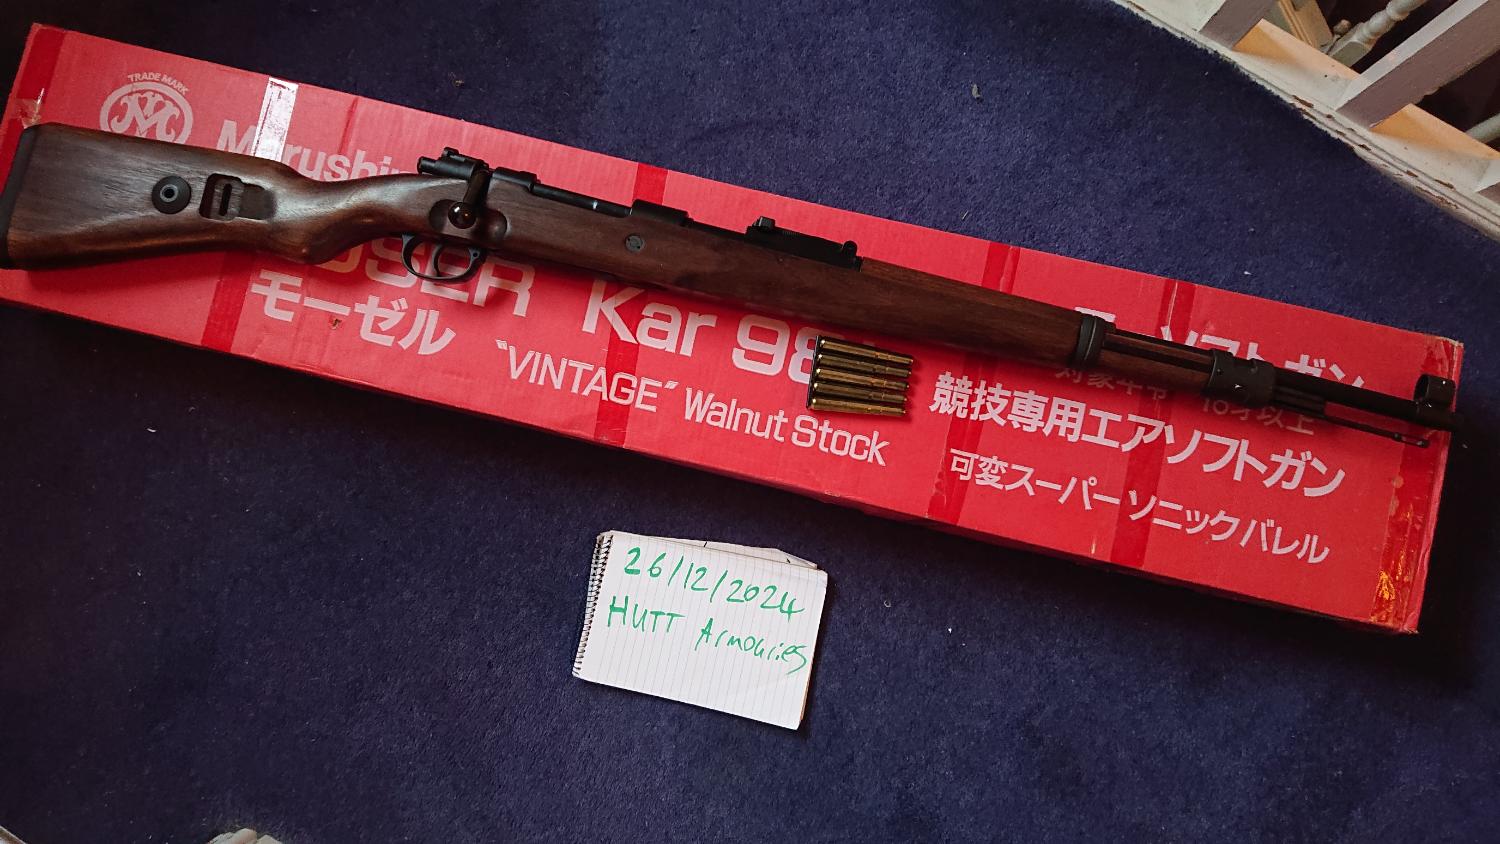 TRADE MARK
モーゼル
Kar 98
"VINTAGE" Walnut Stock
競技専用エアソフトガン
可変スーパーソニックバレル
26/12/2024
HUTT Armouries